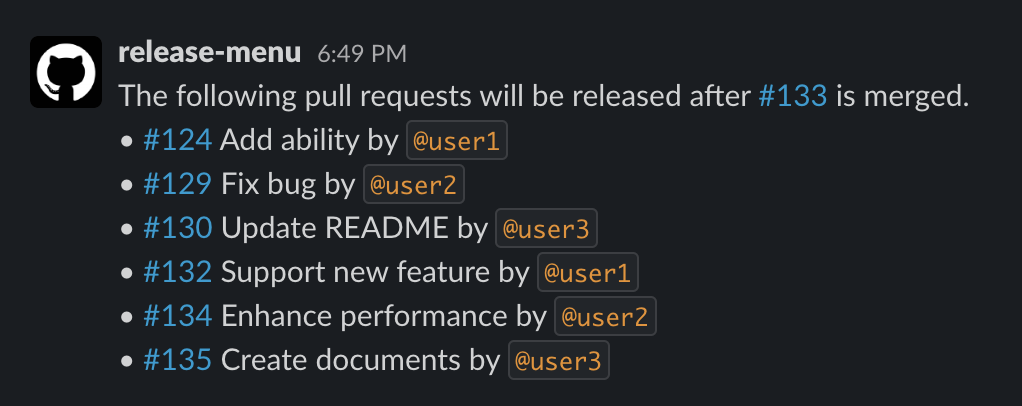 release-menu 6:49 PM
The following pull requests will be released after #133 is merged.
• #124 Add ability by @user1
• #129 Fix bug by @user2
• #130 Update README by @user3
• #132 Support new feature by @user1
• #134 Enhance performance by @user2
• #135 Create documents by @user3